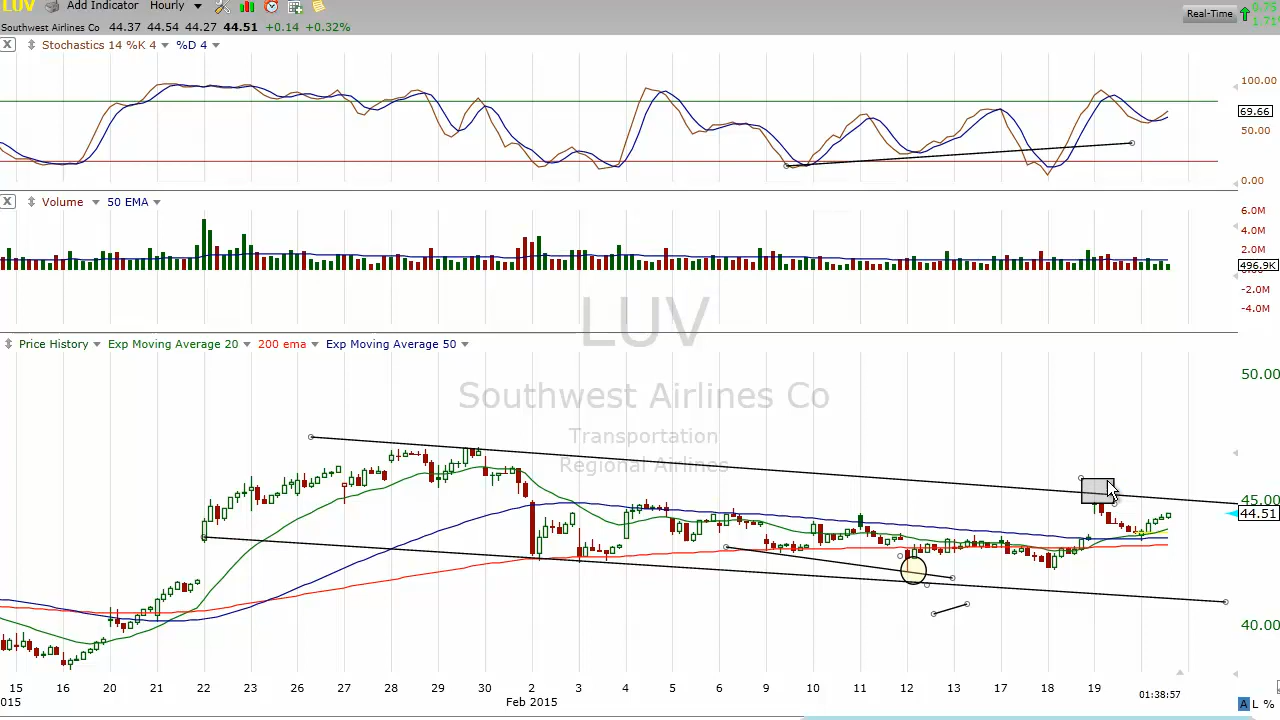 LUV Add Indicator Hourly
Real-Time 0.75
1.71%
Southwest Airlines Co 44.37 44.54 44.27 44.51 +0.14 +0.32%
X Stochastics 14 %K 4 %D 4
100.00
69.66
50.00
0.00
X Volume 50 EMA
6.0M
4.0M
2.0M
496.9K
-2.0M
-4.0M
LUV
Price History Exp Moving Average 20 200 ema Exp Moving Average 50
50.00
Southwest Airlines Co
Transportation
Regional Airlines
45.00
44.51
40.00
15 16 20 21 22 23 26 27 28 29 30 2 3 4 5 6 9 10 11 12 13 17 18 19
015 Feb 2015 01:38:57
A L %